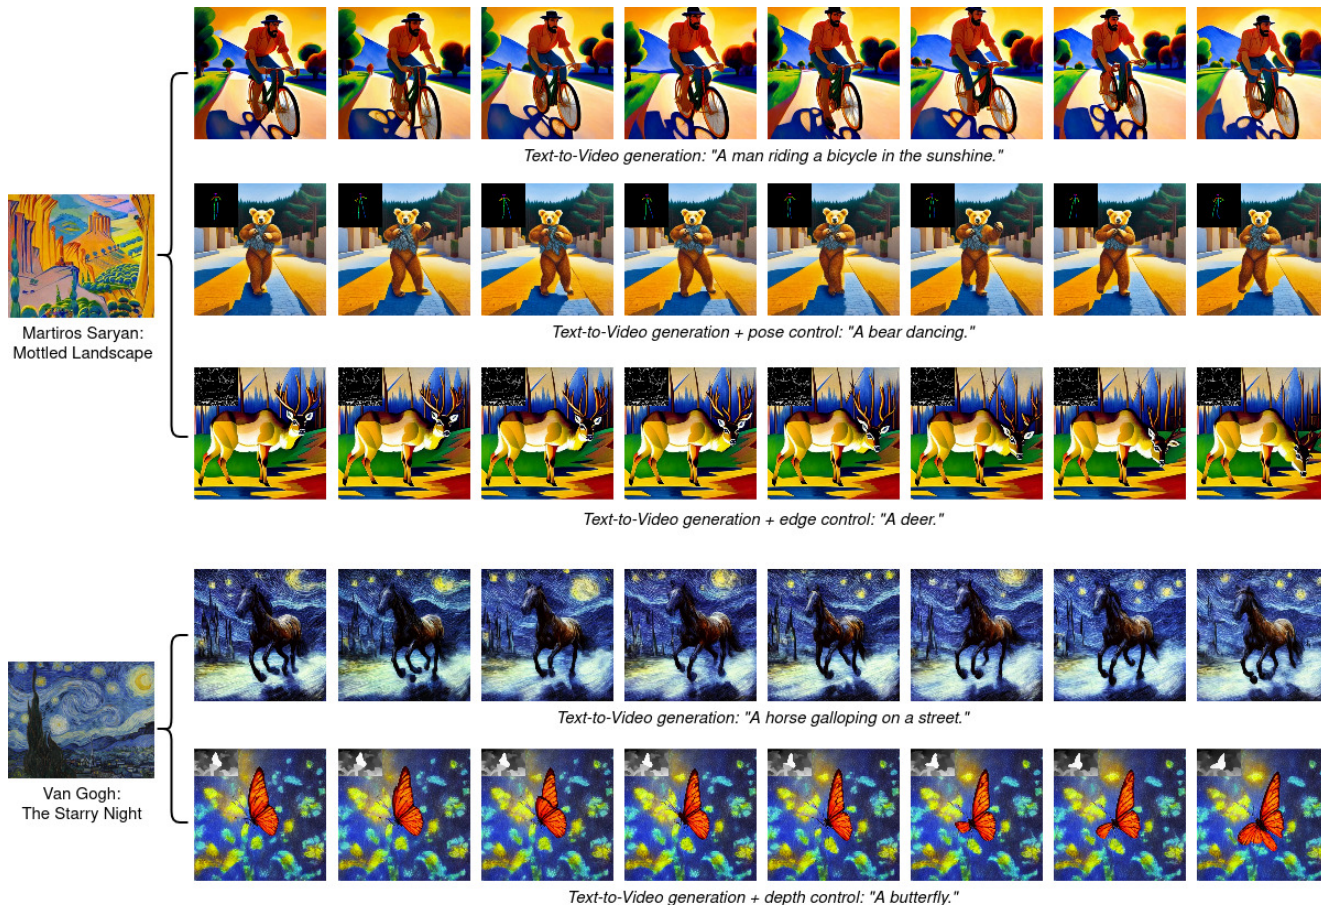 Text-to-Video generation: "A man riding a bicycle in the sunshine."
Martiros Saryan:
Mottled Landscape
Text-to-Video generation + pose control: "A bear dancing."
Text-to-Video generation + edge control: "A deer."
Text-to-Video generation: "A horse galloping on a street."
Van Gogh:
The Starry Night
Text-to-Video generation + depth control: "A butterfly."